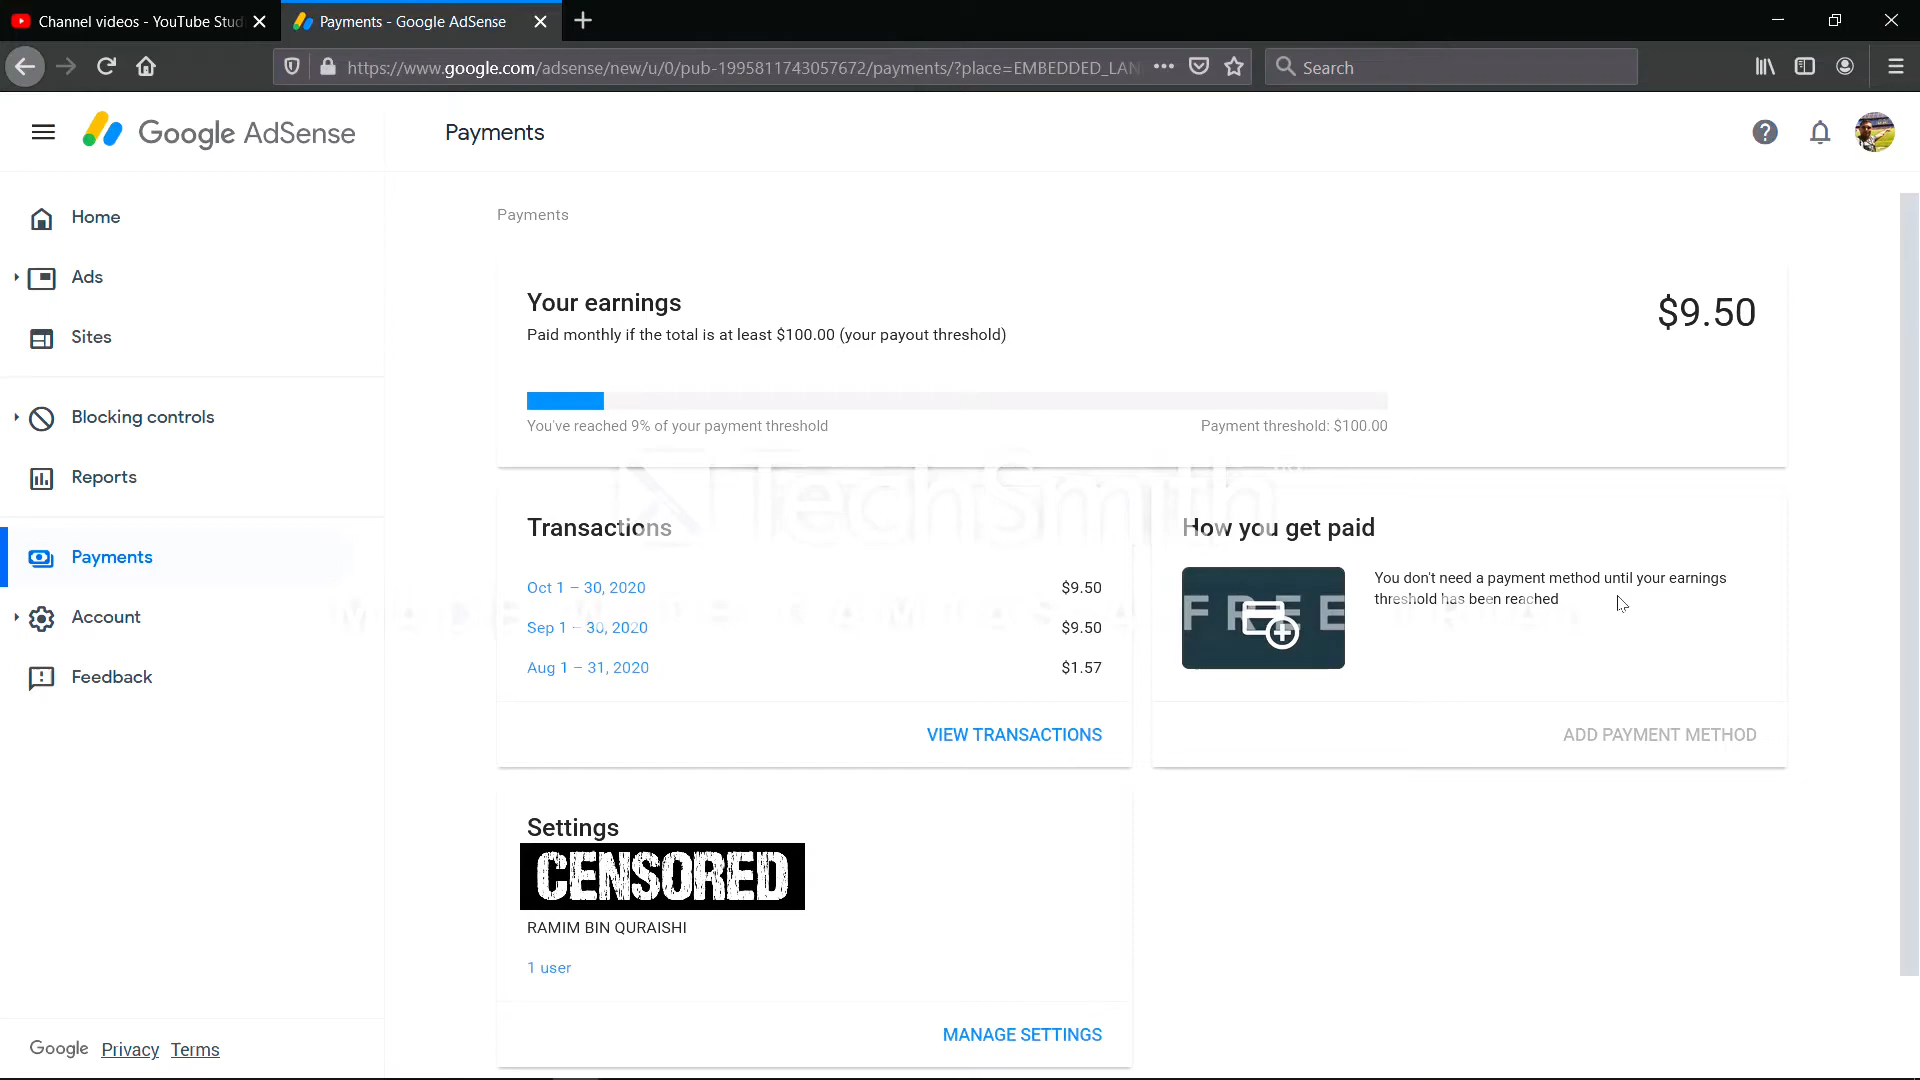 Channel videos - YouTube Stud
Payments - Google AdSense
https://www.google.com/adsense/new/u/0/pub-1995811743057672/payments/?place=EMBEDDED_LAN
Search
Google AdSense
Payments
Home
Ads
Sites
Blocking controls
Reports
Payments
Account
Feedback
Google Privacy Terms
Payments
Your earnings
$9.50
Paid monthly if the total is at least $100.00 (your payout threshold)
You've reached 9% of your payment threshold
Payment threshold: $100.00
TechSmith
Transactions
Oct 1 – 30, 2020 $9.50
Sep 1 – 30, 2020 $9.50
Aug 1 – 31, 2020 $1.57
VIEW TRANSACTIONS
How you get paid
You don't need a payment method until your earnings
threshold has been reached
ADD PAYMENT METHOD
FREE
Settings
CENSORED
RAMIM BIN QURAISHI
1 user
MANAGE SETTINGS